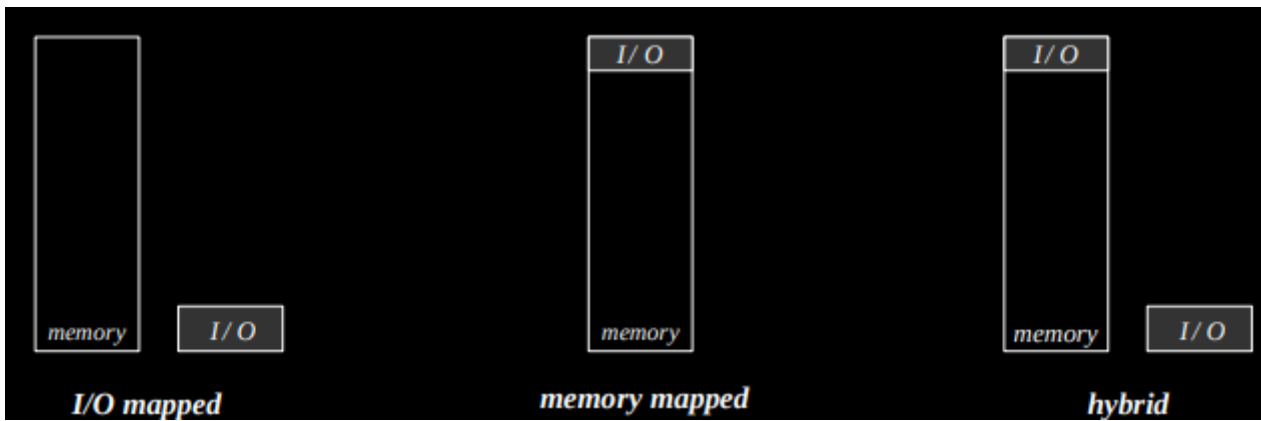 I/O
I/O
memory
I/O
memory
memory
I/O
I/O mapped
memory mapped
hybrid